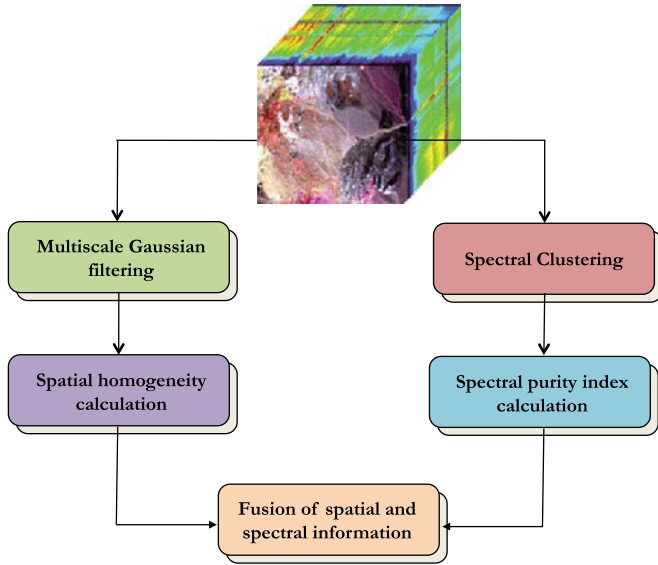 Multiscale Gaussian
filtering
Spectral Clustering
Spatial homogeneity
calculation
Spectral purity index
calculation
Fusion of spatial and
spectral information